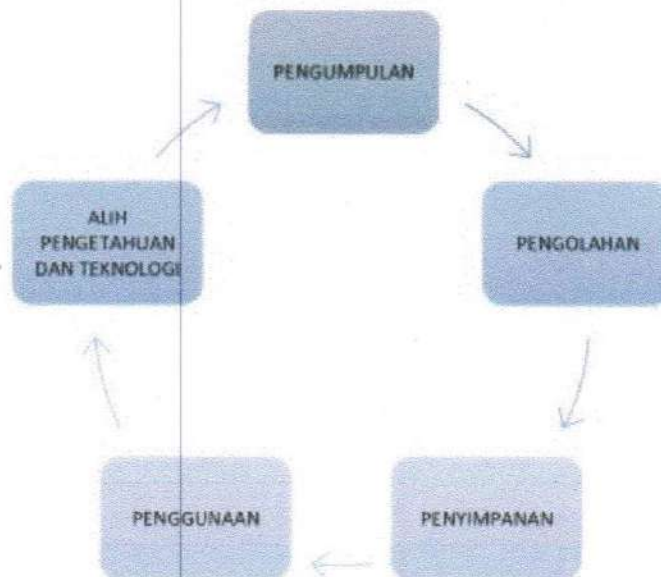 PENGUMPULAN
PENGOLAHAN
PENYIMPANAN
PENGGUNAAN
ALIH
PENGETAHUAN
DAN TEKNOLOGI